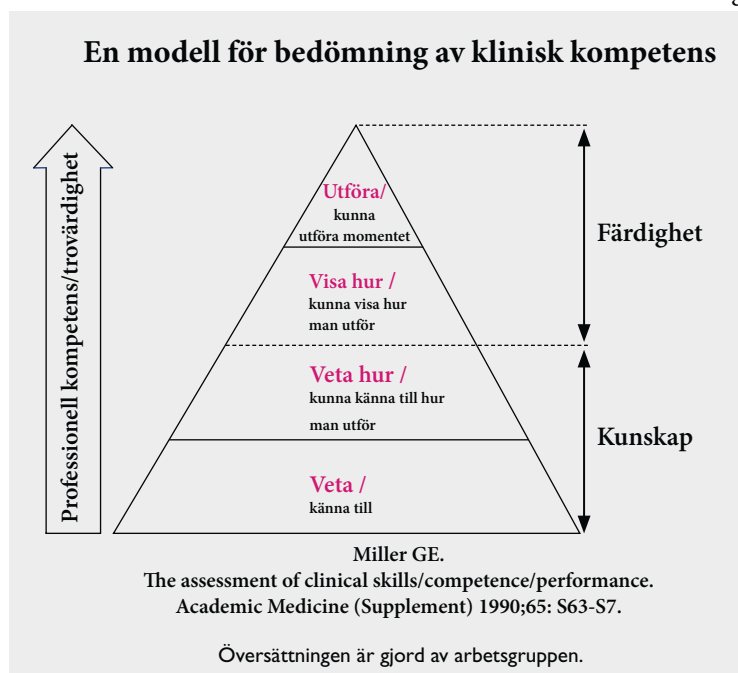 En modell för bedömning av klinisk kompetens
Professionell kompetens/trovärdighet
Utföra/
kunna
utföra momentet
Visa hur /
kunna visa hur
man utför
Färdighet
Veta hur /
kunna känna till hur
man utför
Veta /
känna till
Kunskap
Miller GE.
The assessment of clinical skills/competence/performance.
Academic Medicine (Supplement) 1990;65: S63-S7.
Översättningen är gjord av arbetsgruppen.